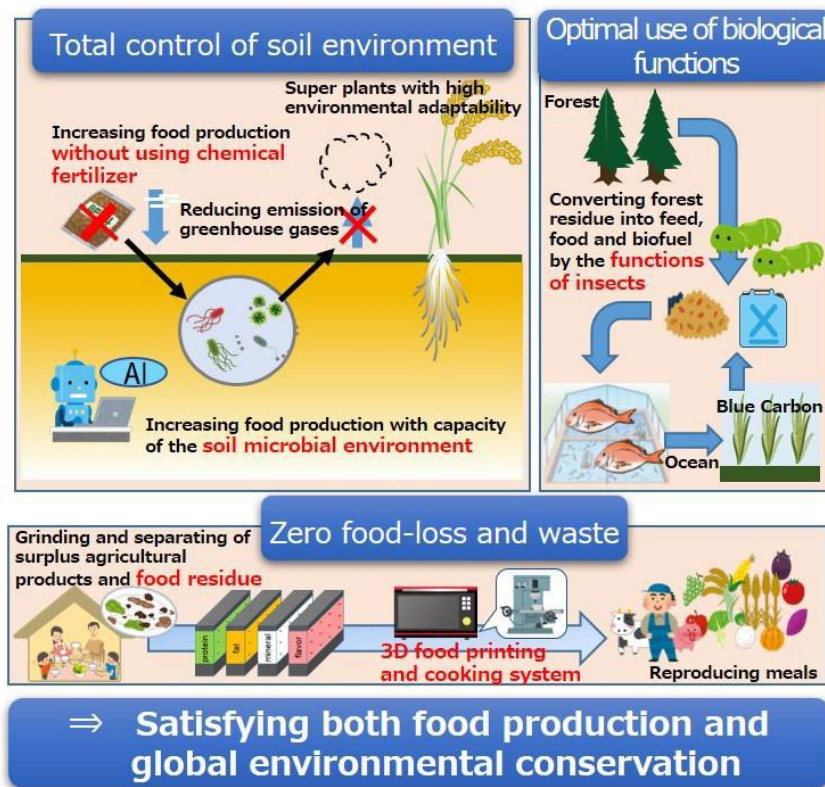 Total control of soil environment
Super plants with high
environmental adaptability
Increasing food production
without using chemical
fertilizer
Reducing emission of
greenhouse gases
AI
Increasing food production with capacity
of the soil microbial environment
Optimal use of biological
functions
Forest
Converting forest
residue into feed,
food and biofuel
by the functions
of insects
Blue Carbon
Ocean
Zero food-loss and waste
Grinding and separating of
surplus agricultural
products and food residue
protein
fat
mineral
flavor
3D food printing
and cooking system
Reproducing meals
⇒ Satisfying both food production and
global environmental conservation